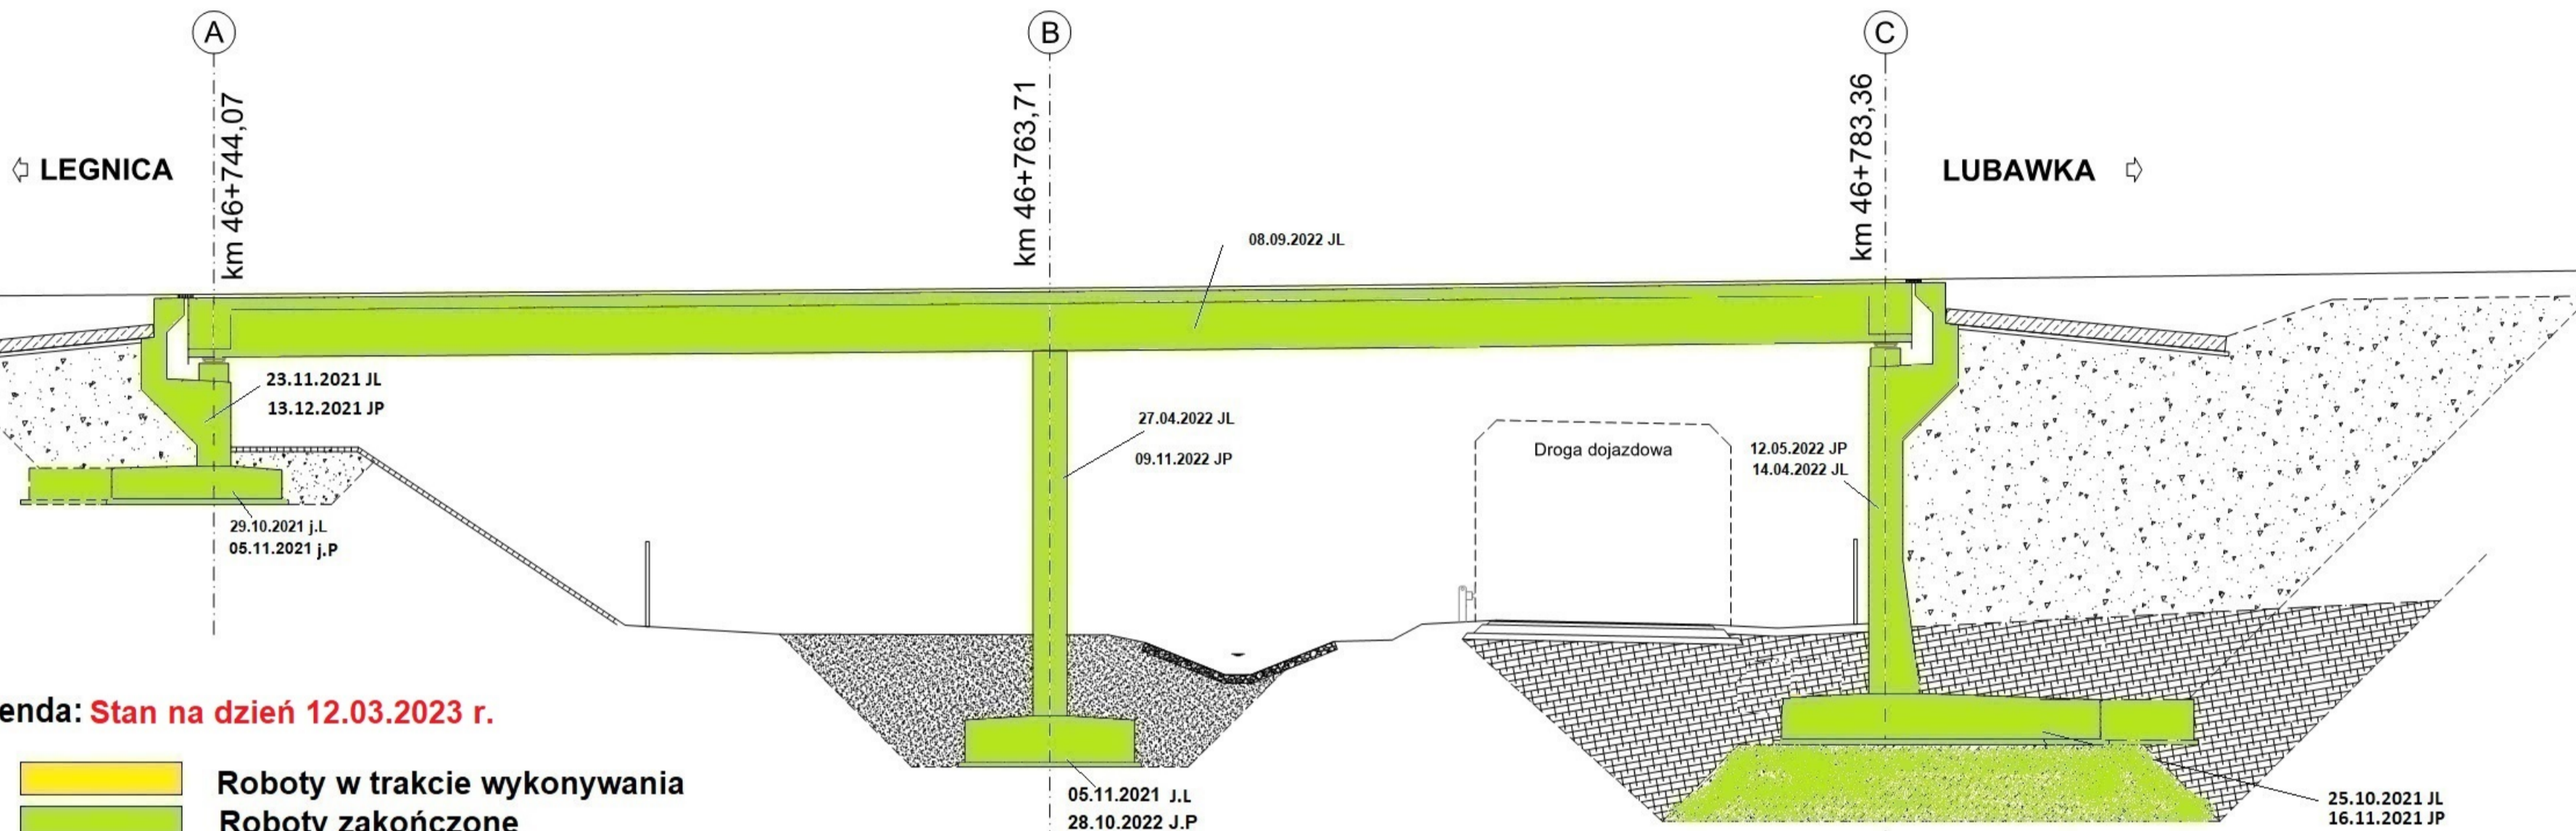 A
B
C
km 46+744,07
km 46+763,71
km 46+783,36
LEGNICA
LUBAWKA
08.09.2022 JL
23.11.2021 JL
13.12.2021 JP
27.04.2022 JL
09.11.2022 JP
Droga dojazdowa
12.05.2022 JP
14.04.2022 JL
29.10.2021 j.L
05.11.2021 j.P
enda: Stan na dzień 12.03.2023 r.
Roboty w trakcie wykonywania
Roboty zakończone
05.11.2021 J.L
28.10.2022 J.P
25.10.2021 JL
16.11.2021 JP